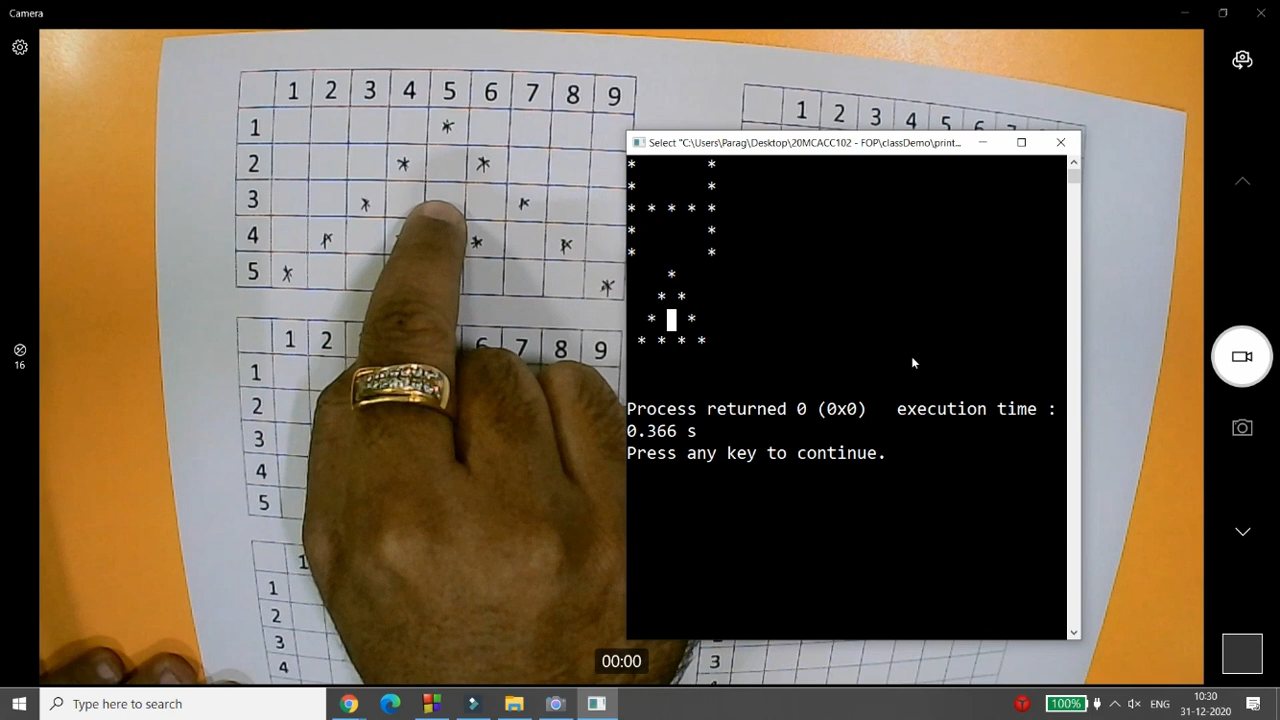 Camera
1 2 3 4 5 6 7 8 9
1 *
2 * *
3 * *
4 * * *
5 * *
1 2 6 7 8 9
1
2
3
4
5
1
1
2
3
4
1 2 3 4 5 6
3
Select "C:\Users\Parag\Desktop\20MCACC102 - FOP\classDemo\print...
* *
* *
* * * * *
* *
* *
*
* *
* *
* * * *
Process returned 0 (0x0) execution time :
0.366 s
Press any key to continue.
16
00:00
Type here to search
100%
ENG
10:30
31-12-2020